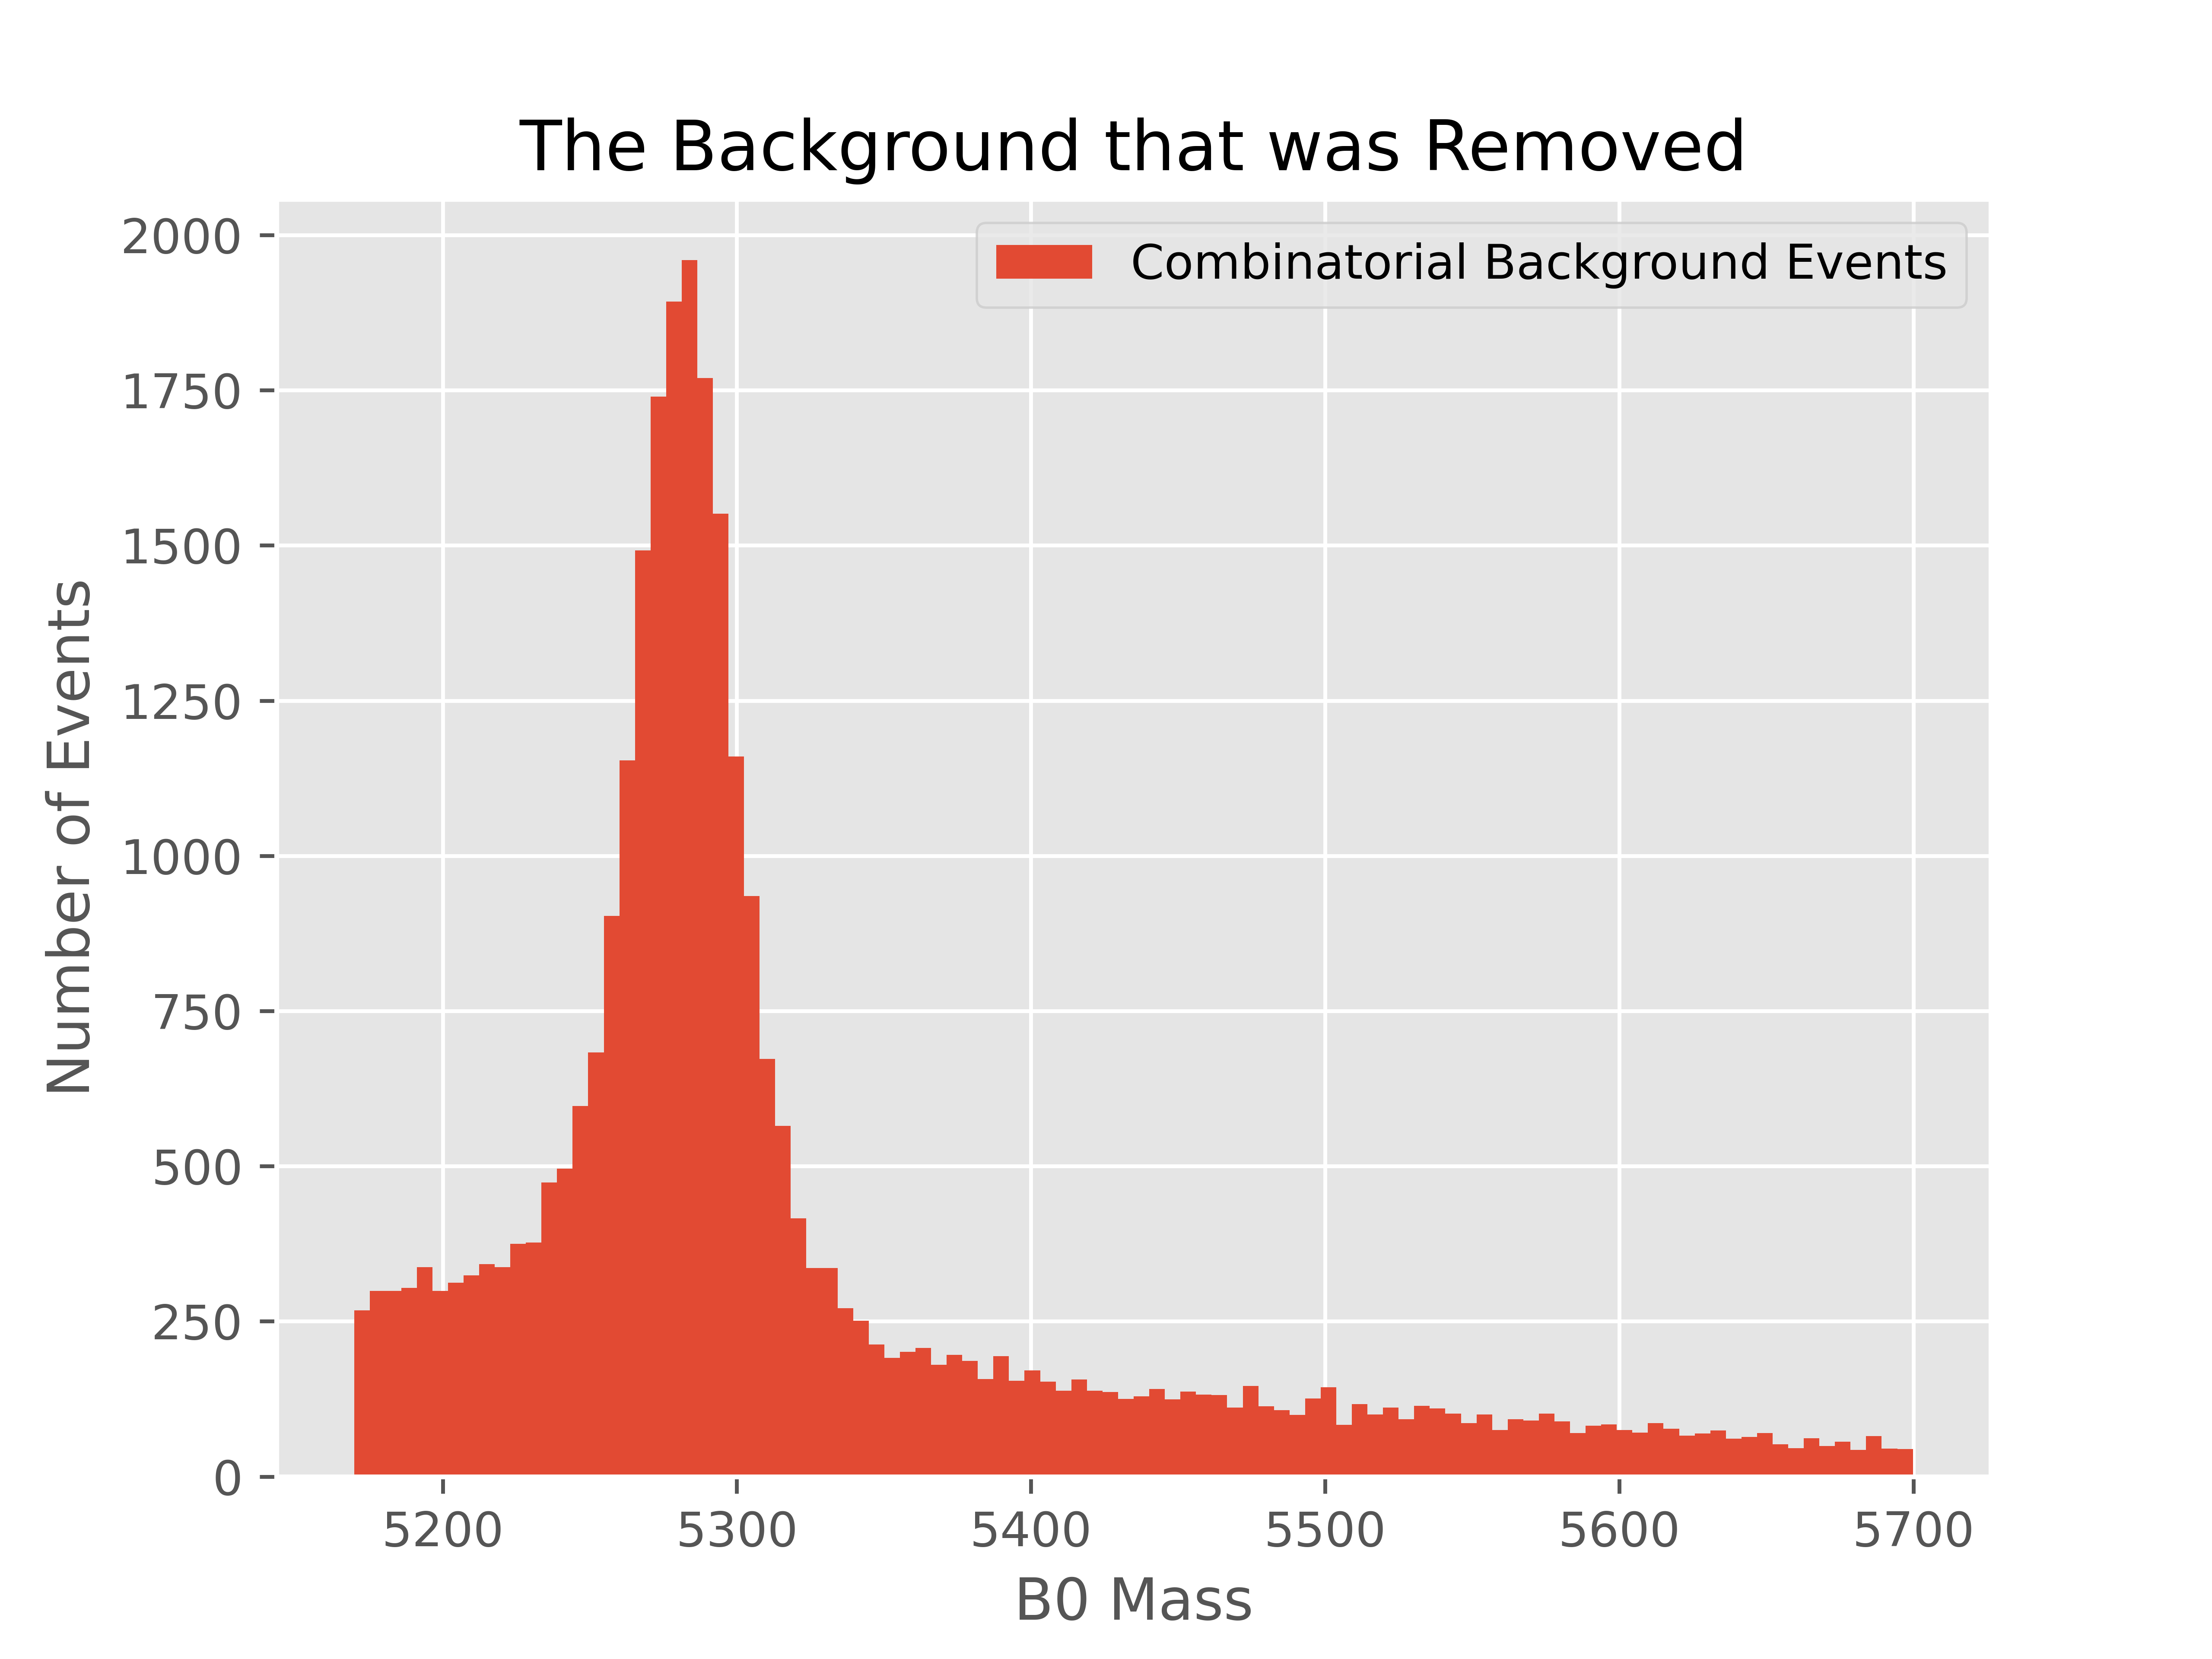 The Background that was Removed
Combinatorial Background Events
Number of Events
2000
1750
1500
1250
1000
750
500
250
0
5200 5300 5400 5500 5600 5700
B0 Mass